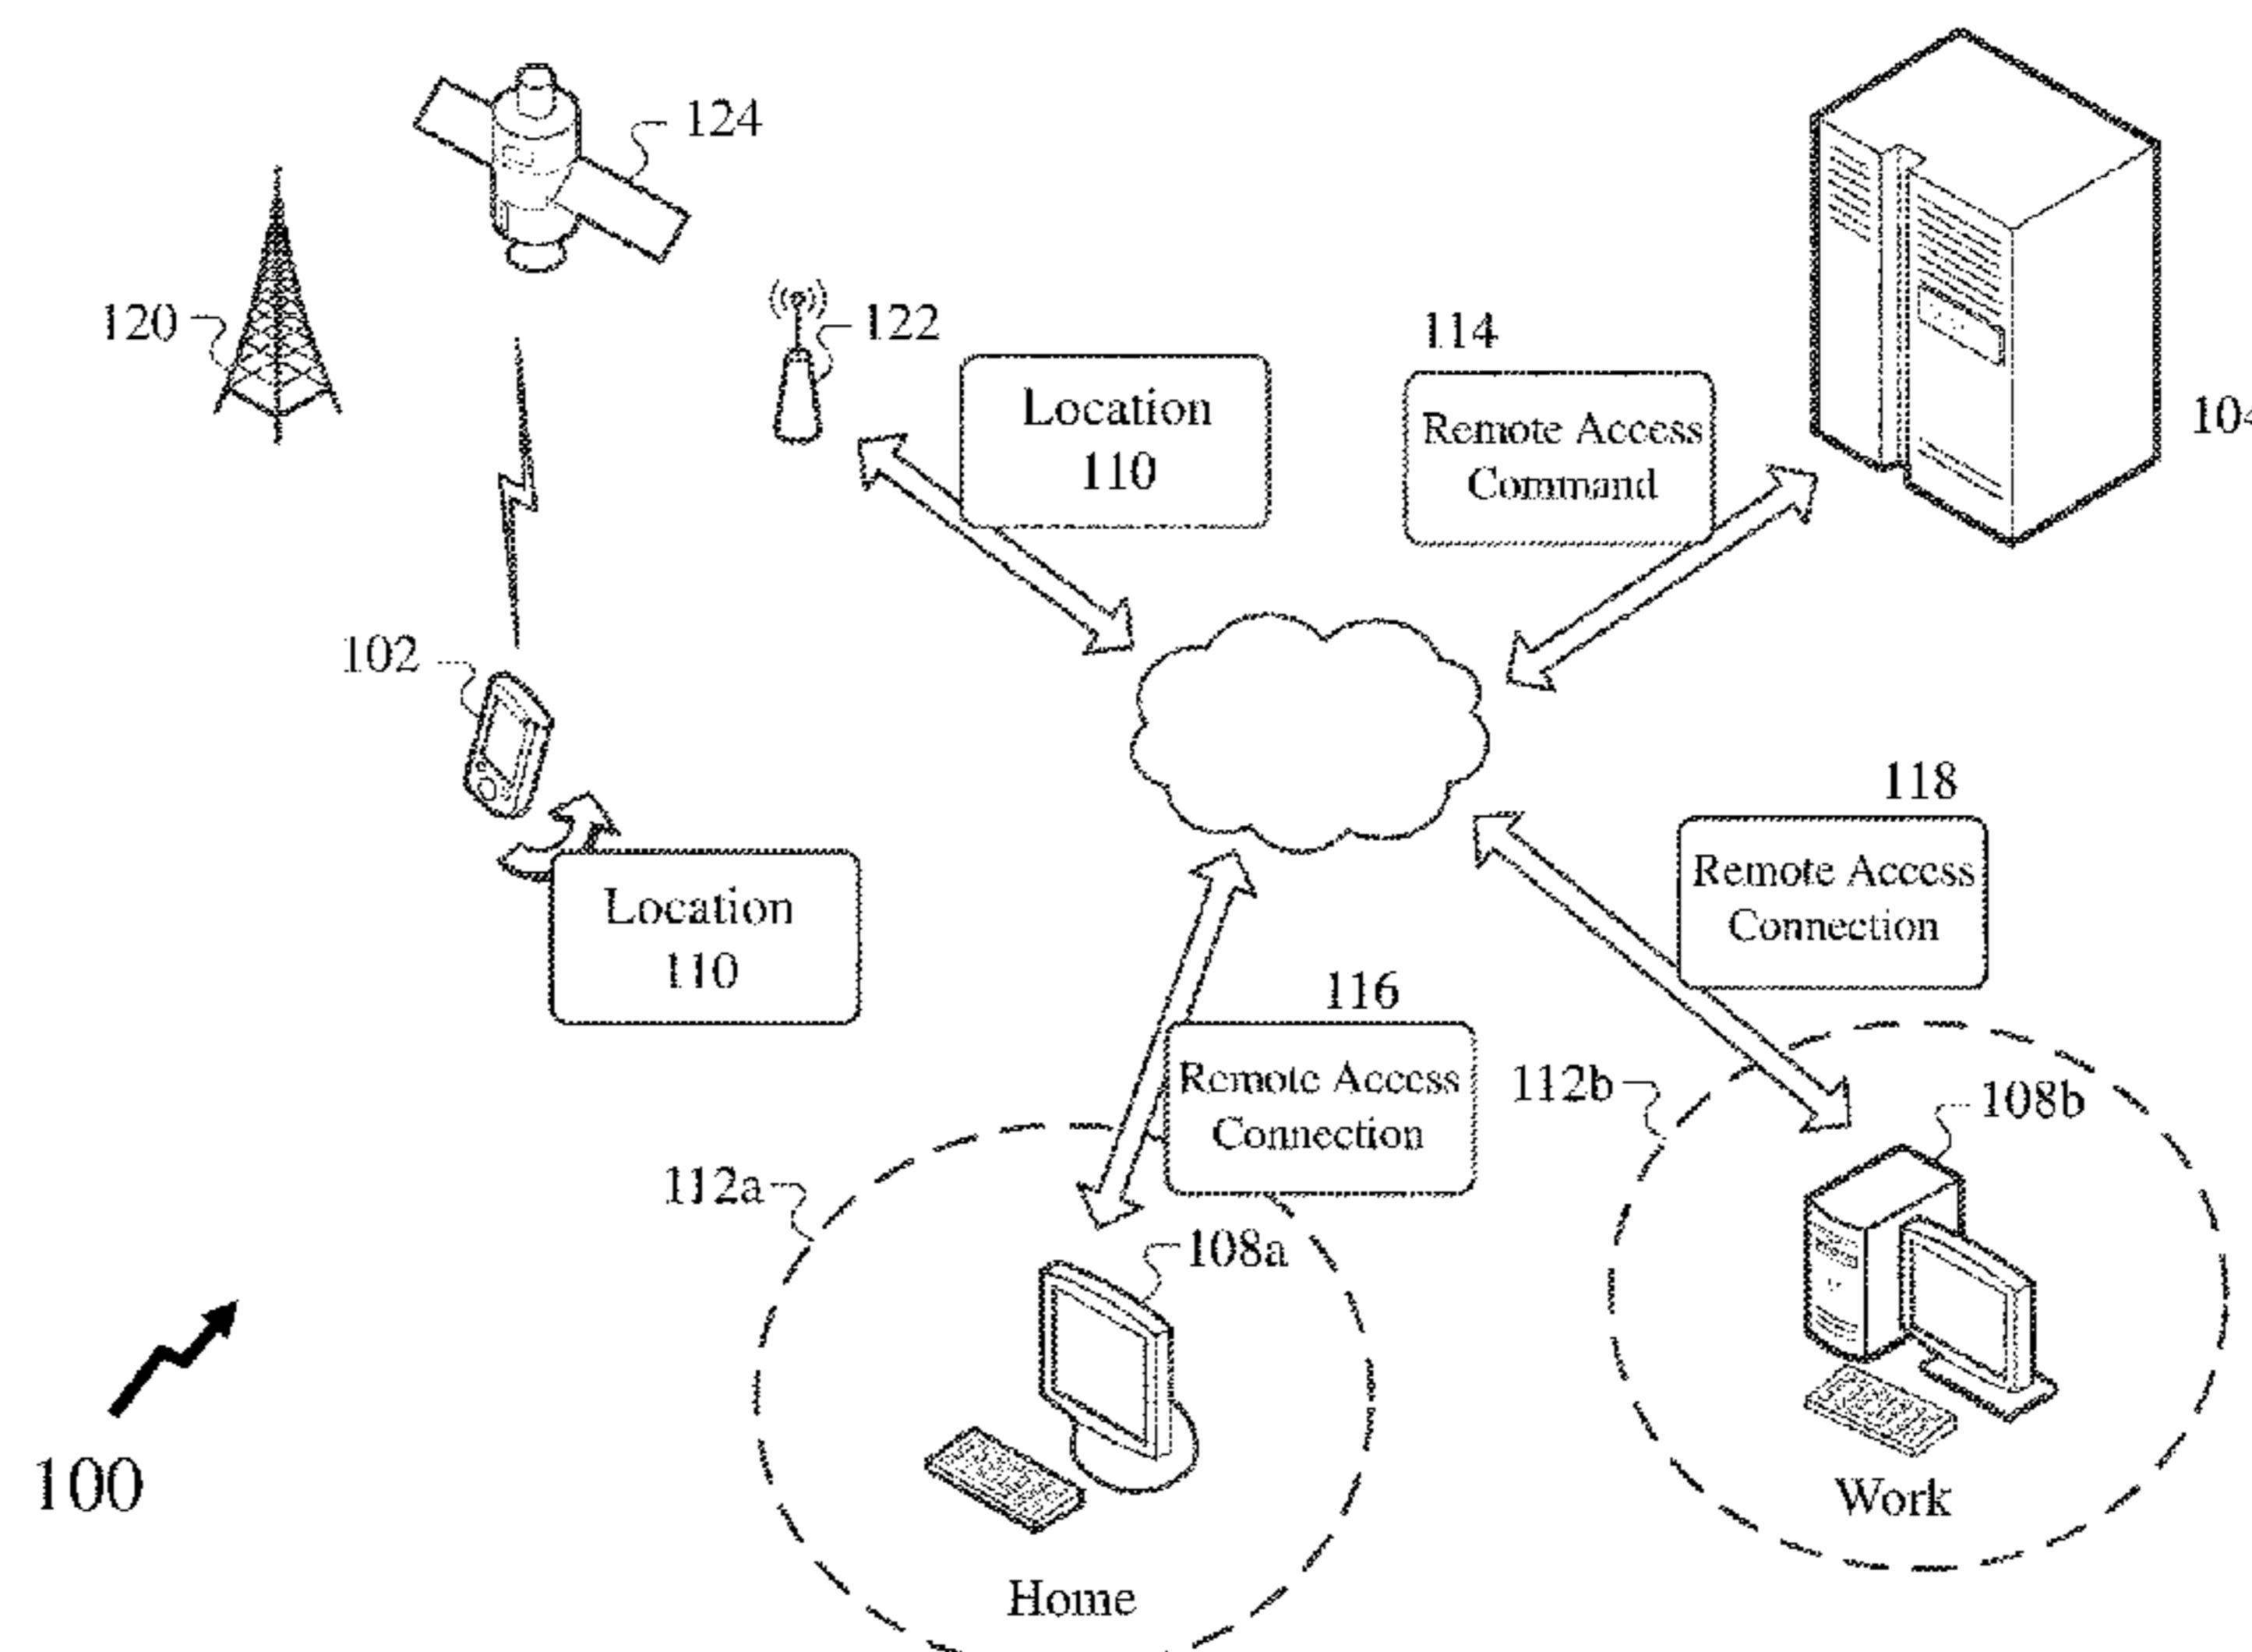 124
120
122
114
Location
110
Remote Access
Command
104
102
118
Remote Access
Connection
Location
110
116
Remote Access
Connection
112b
108b
112a
108a
100
Work
Home